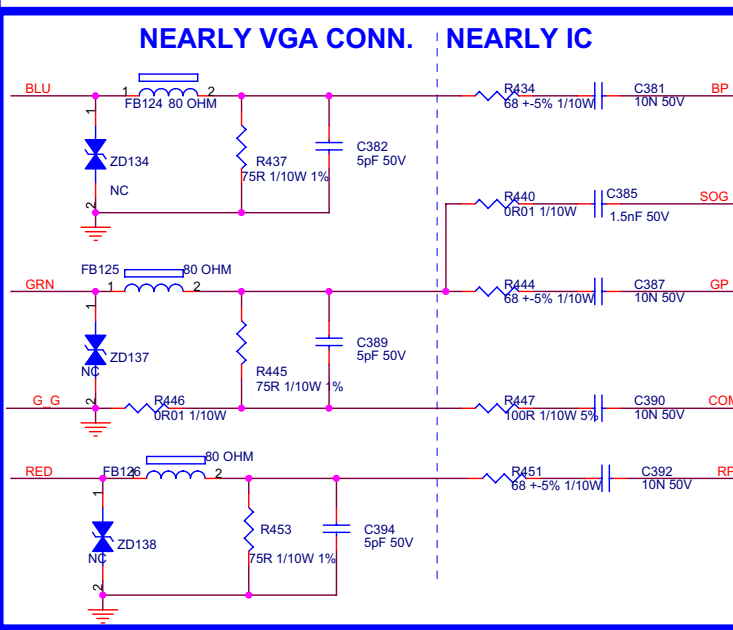 NEARLY VGA CONN.
NEARLY IC
BLU
1
2
FB124 80 OHM
1
ZD134
NC
2
R437
75R 1/10W 1%
C382
5pF 50V
R434
68 +-5% 1/10W
C381
10N 50V
BP
R440
0R01 1/10W
C385
1.5nF 50V
SOG
FB125
80 OHM
GRN
1
2
1
ZD137
NC
2
R445
75R 1/10W 1%
C389
5pF 50V
R444
68 +-5% 1/10W
C387
10N 50V
GP
G_G
R446
0R01 1/10W
R447
100R 1/10W 5%
C390
10N 50V
COM
80 OHM
RED
FB126
1
2
1
ZD138
NC
2
R453
75R 1/10W 1%
C394
5pF 50V
R451
68 +-5% 1/10W
C392
10N 50V